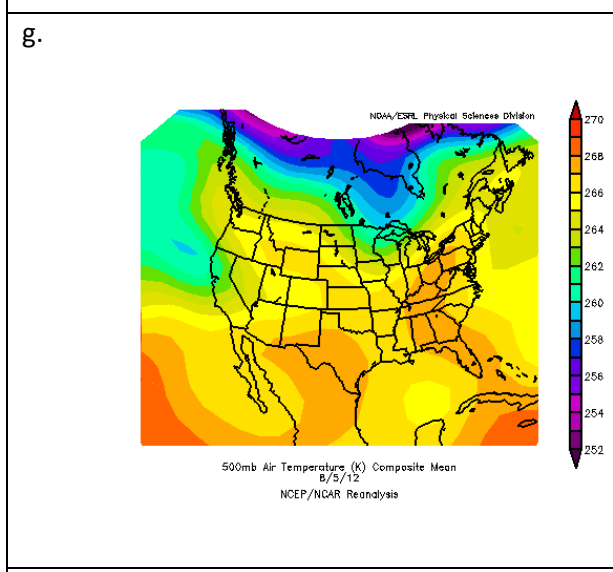 g.
NOAA/ESRL Physical Sciences Division
270
268
266
264
262
260
258
256
254
252
500mb Air Temperature (K) Composite Mean
8/5/12
NCEP/NCAR Reanalysis